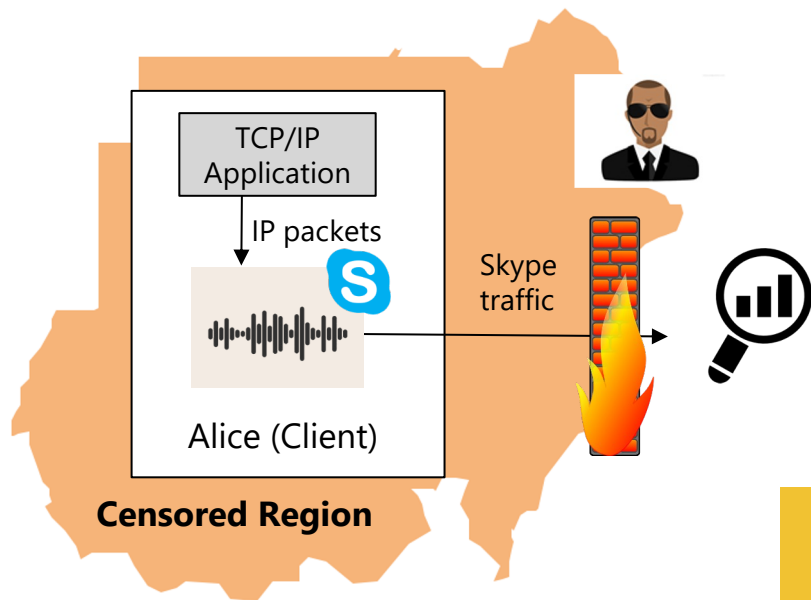 TCP/IP
Application
IP packets
S
Skype
traffic
Alice (Client)
Censored Region